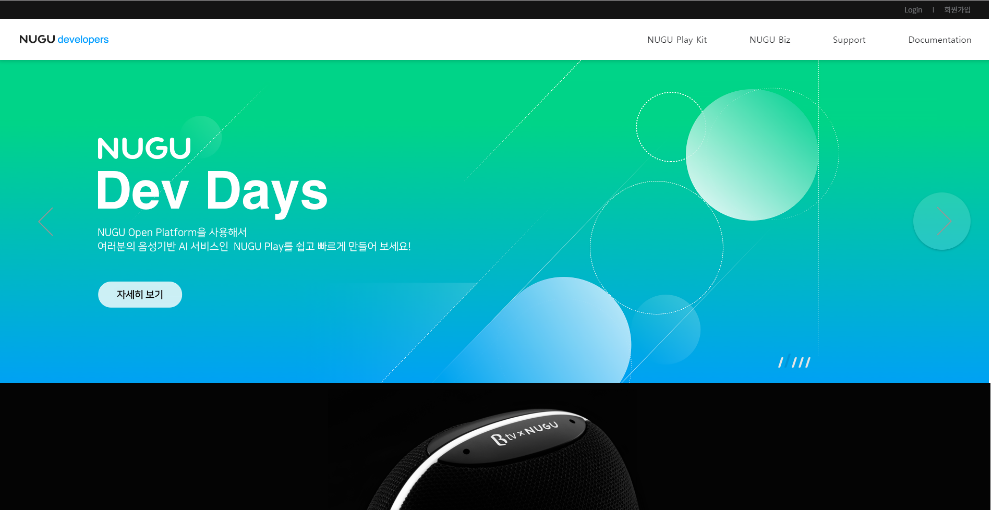 Login
회원가입
NUGU developers
NUGU Play Kit
NUGU Biz
Support
Documentation
NUGU
Dev Days
NUGU Open Platform을 사용해서
여러분의 음성기반 AI 서비스인 NUGU Play를 쉽고 빠르게 만들어 보세요!
자세히 보기
B tv x NUGU